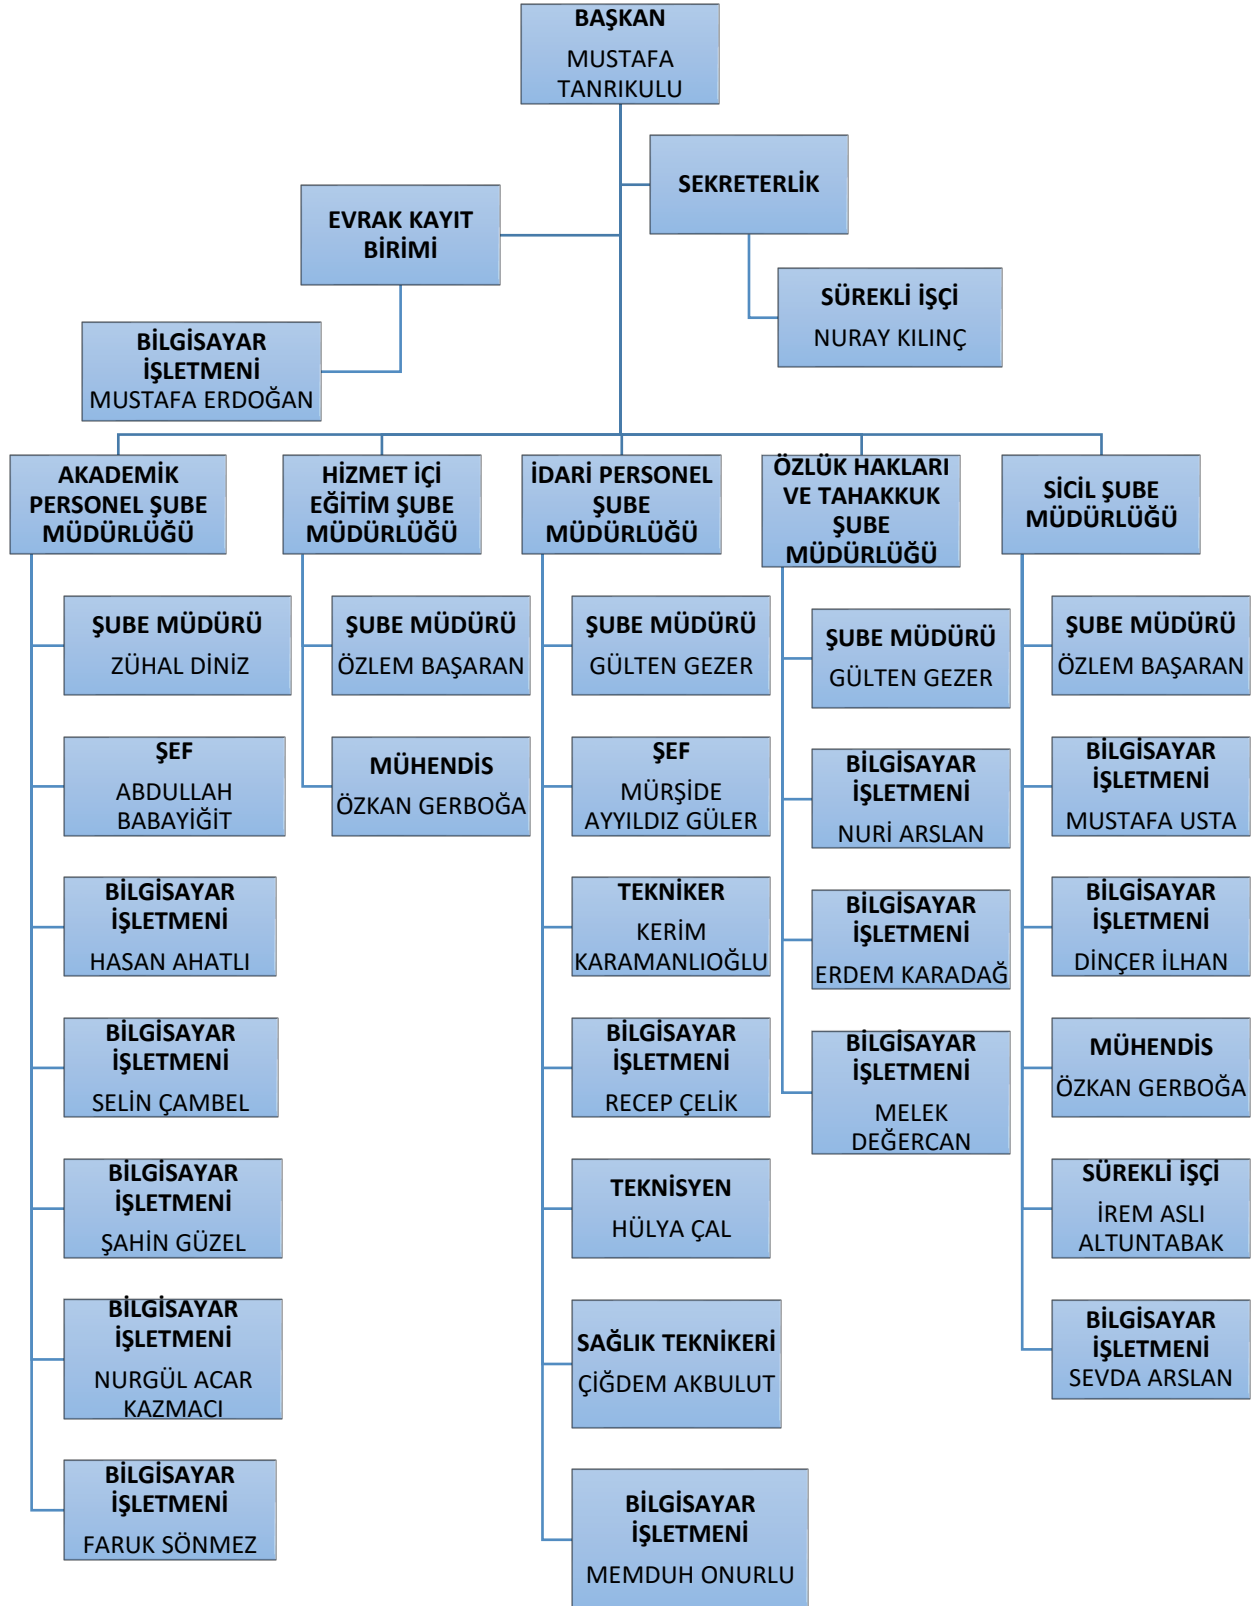 BAŞKAN
MUSTAFA
TANRIKULU
SEKRETERLİK
EVRAK KAYIT
BİRİMİ
SÜREKLİ İŞÇİ
NURAY KILINÇ
BİLGİSAYAR
İŞLETMENİ
MUSTAFA ERDOĞAN
AKADEMİK
PERSONEL ŞUBE
MÜDÜRLÜĞÜ
ŞUBE MÜDÜRÜ
ZÜHAL DİNİZ
ŞEF
ABDULLAH
BABAYİĞİT
BİLGİSAYAR
İŞLETMENİ
HASAN AHATLI
BİLGİSAYAR
İŞLETMENİ
SELİN ÇAMBEL
BİLGİSAYAR
İŞLETMENİ
ŞAHİN GÜZEL
BİLGİSAYAR
İŞLETMENİ
NURGÜL ACAR
KAZMACI
BİLGİSAYAR
İŞLETMENİ
FARUK SÖNMEZ
HİZMET İÇİ
EĞİTİM ŞUBE
MÜDÜRLÜĞÜ
ŞUBE MÜDÜRÜ
ÖZLEM BAŞARAN
MÜHENDİS
ÖZKAN GERBOĞA
İDARİ PERSONEL
ŞUBE
MÜDÜRLÜĞÜ
ŞUBE MÜDÜRÜ
GÜLTEN GEZER
ŞEF
MÜRŞİDE
AYYILDIZ GÜLER
TEKNİKER
KERİM
KARAMANLIOĞLU
BİLGİSAYAR
İŞLETMENİ
RECEP ÇELİK
TEKNİSYEN
HÜLYA ÇAL
SAĞLIK TEKNİKERİ
ÇİĞDEM AKBULUT
BİLGİSAYAR
İŞLETMENİ
MEMDUH ONURLU
ÖZLÜK HAKLARI
VE TAHAKKUK
ŞUBE
MÜDÜRLÜĞÜ
ŞUBE MÜDÜRÜ
GÜLTEN GEZER
BİLGİSAYAR
İŞLETMENİ
NURİ ARSLAN
BİLGİSAYAR
İŞLETMENİ
ERDEM KARADAĞ
BİLGİSAYAR
İŞLETMENİ
MELEK
DEĞERCAN
SİCİL ŞUBE
MÜDÜRLÜĞÜ
ŞUBE MÜDÜRÜ
ÖZLEM BAŞARAN
BİLGİSAYAR
İŞLETMENİ
MUSTAFA USTA
BİLGİSAYAR
İŞLETMENİ
DİNÇER İLHAN
MÜHENDİS
ÖZKAN GERBOĞA
SÜREKLİ İŞÇİ
İREM ASLI
ALTUNTABAK
BİLGİSAYAR
İŞLETMENİ
SEVDA ARSLAN